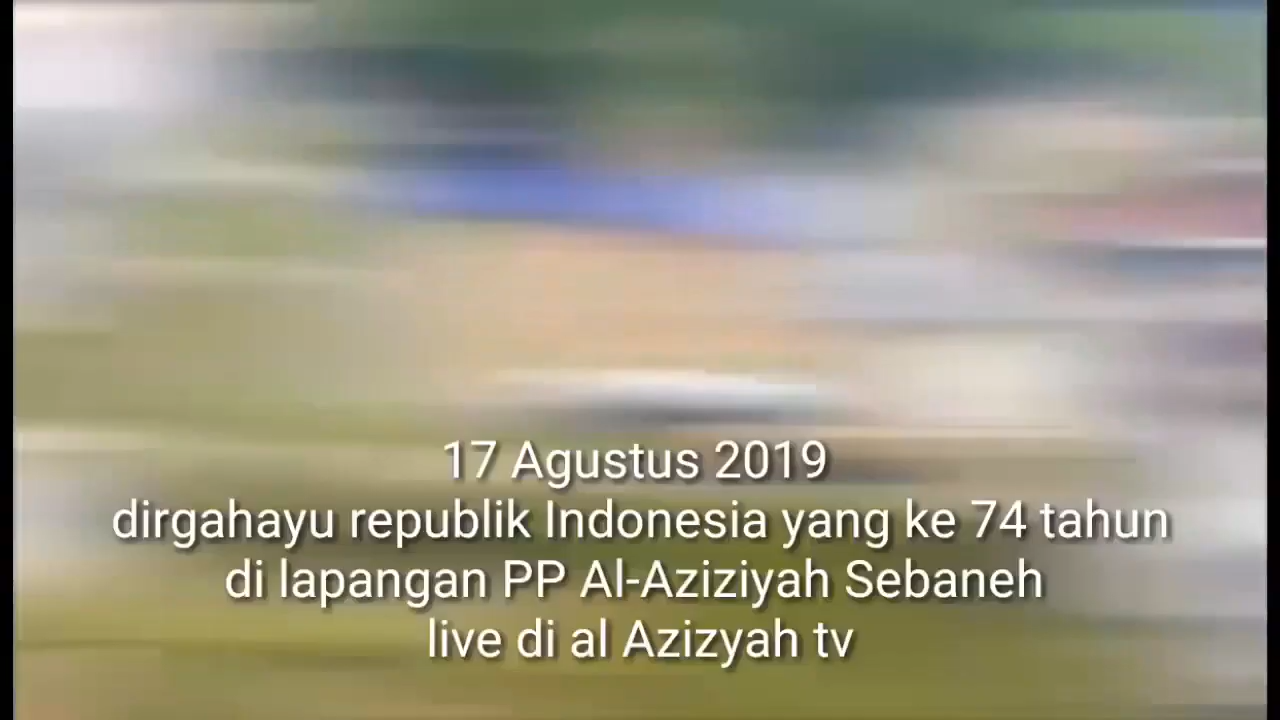 17 Agustus 2019
dirgahayu republik Indonesia yang ke 74 tahun
di lapangan PP Al-Aziziyah Sebaneh
live di al Azizyah tv